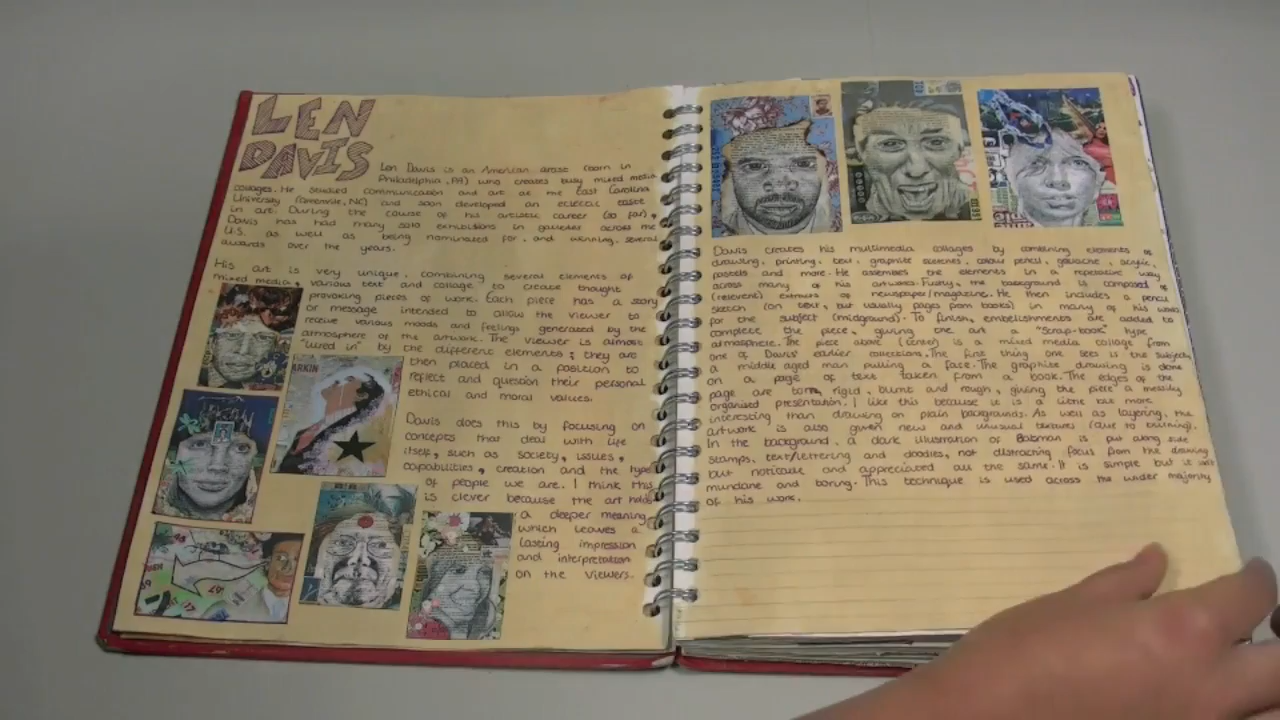 LEN
DAVIS
Len Davis is an American artist (born in
Philadelphia, PA) who creates busy mixed media
collages. He studied communication and art at the East Carolina
University (Greenville, NC) and soon developed an eclectic taste
in art. During the course of his artistic career (so far),
Davis has had many solo exhibitions in galleries across the
U.S. as well as being nominated for, and winning, several
awards over the years.
His art is very unique, combining several elements of
mixed media, various text and collage to create thought
provoking pieces of work. Each piece has a story
or message intended to allow the viewer to
receive various moods and feelings generated by the
atmosphere of the artwork. The viewer is almost
"lured in" by the different elements; they are
then placed in a position to
reflect and question their personal
ethical and moral values.
Davis does this by focusing on
concepts that deal with life
itself, such as society, issues,
capabilities, creation and the type
of people we are. I think this
is clever because the art holds
a deeper meaning
which leaves a
lasting impression
and interpretation
on the viewers.
ARKIN
Davis creates his multimedia collages by combining elements of
drawing, printing, text, graphite sketches, colour pencil, gouache, acrylic,
pastels and more. He assembles the elements in a repetitive way
across many of his artworks. Firstly, the background is composed of
(relevent) extracts of newspaper/magazine. He then includes a pencil
sketch (on text, but usually pages from books) in many of his works
for the subject (midground). To finish, embellishments are added to
complete the piece, giving the art a "scrap-book" type
atmosphere. The piece above (center) is a mixed media collage from
one of Davis' earlier collections. The first thing one sees is the subject,
a middle aged man pulling a face. The graphite drawing is done
on a page of text taken from a book. The edges of the
page are torn, rigid, burnt and rough, giving the piece a messily
organised presentation. I like this because it is a little bit more
interesting than drawing on plain backgrounds. As well as layering, the
artwork is also given new and unusual textures (due to burning).
In the background, a dark illustration of Batman is put along side
stamps, text/lettering and doodles, not distracting focus from the drawing
but noticable and appreciated all the same. It is simple but it isn't
mundane and boring. This technique is used across the wider majority
of his work.